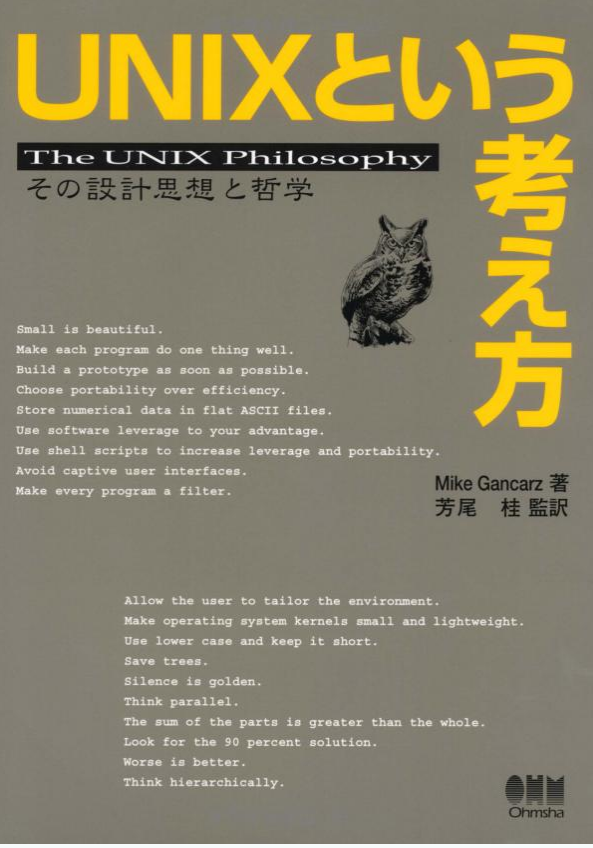 UNIXという考え方
The UNIX Philosophy
その設計思想と哲学
Small is beautiful.
Make each program do one thing well.
Build a prototype as soon as possible.
Choose portability over efficiency.
Store numerical data in flat ASCII files.
Use software leverage to your advantage.
Use shell scripts to increase leverage and portability.
Avoid captive user interfaces.
Make every program a filter.
Mike Gancarz 著
芳尾 桂 監訳
Allow the user to tailor the environment.
Make operating system kernels small and lightweight.
Use lower case and keep it short.
Save trees.
Silence is golden.
Think parallel.
The sum of the parts is greater than the whole.
Look for the 90 percent solution.
Worse is better.
Think hierarchically.
OHM
Ohmsha